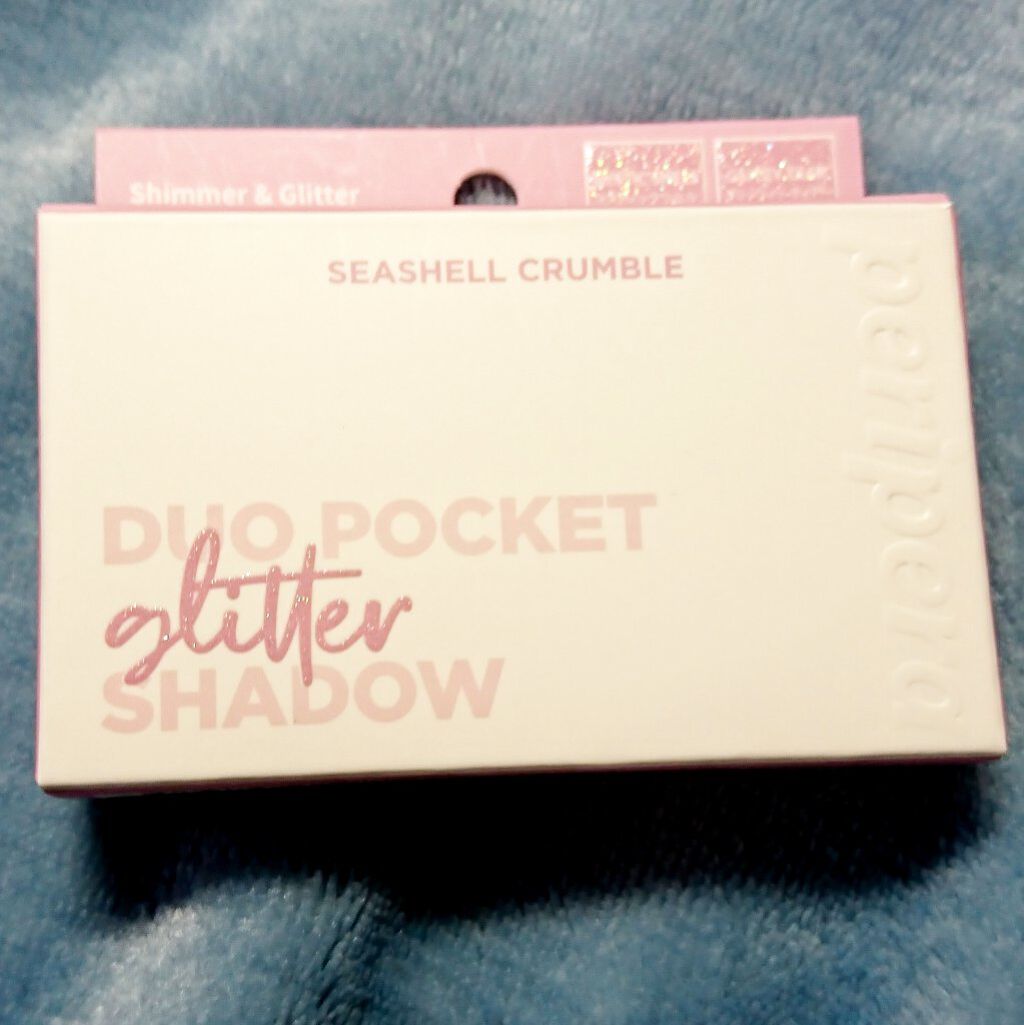 Shimmer & Glitter
SEASHELL CRUMBLE
DUO POCKET
glitter
SHADOW
peripera